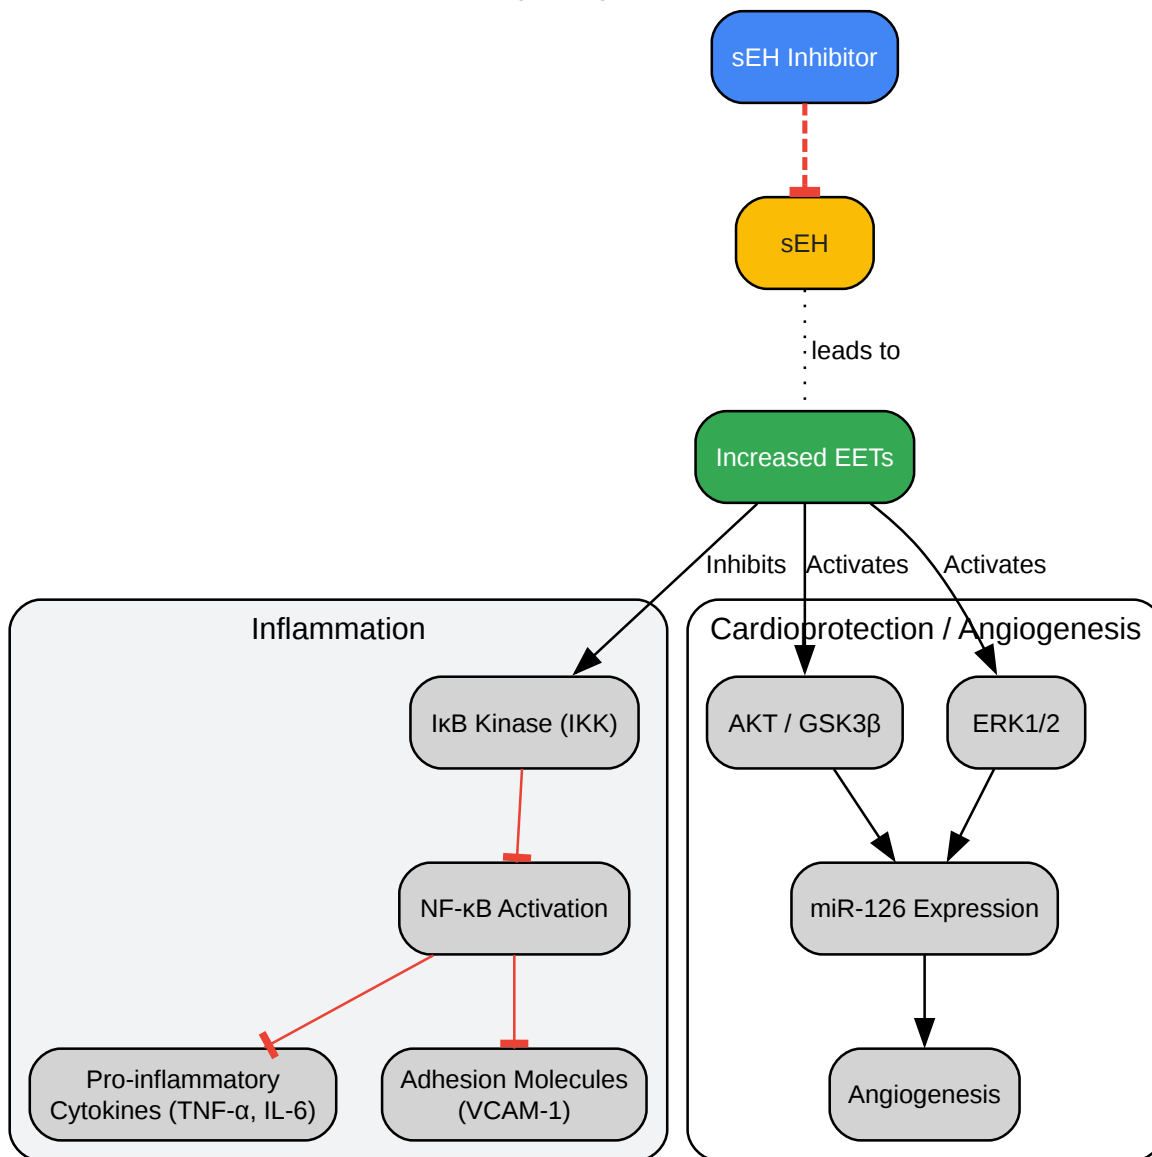 sEH Inhibitor
sEH
leads to
Increased EETs
Inhibits
Activates
Activates
Inflammation
Cardioprotection / Angiogenesis
IκB Kinase (IKK)
AKT / GSK3β
ERK1/2
NF-κB Activation
miR-126 Expression
Pro-inflammatory
Cytokines (TNF-α, IL-6)
Adhesion Molecules
(VCAM-1)
Angiogenesis